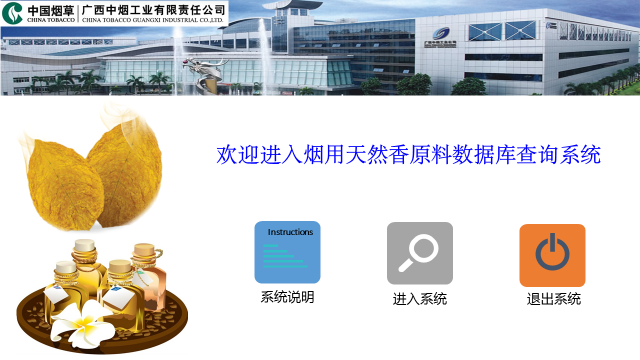 中国烟草
CHINA TOBACCO
广西中烟工业有限责任公司
CHINA TOBACCO GUANGXI INDUSTRIAL CO.,LTD.
欢迎进入烟用天然香原料数据库查询系统
Instructions
系统说明
进入系统
退出系统